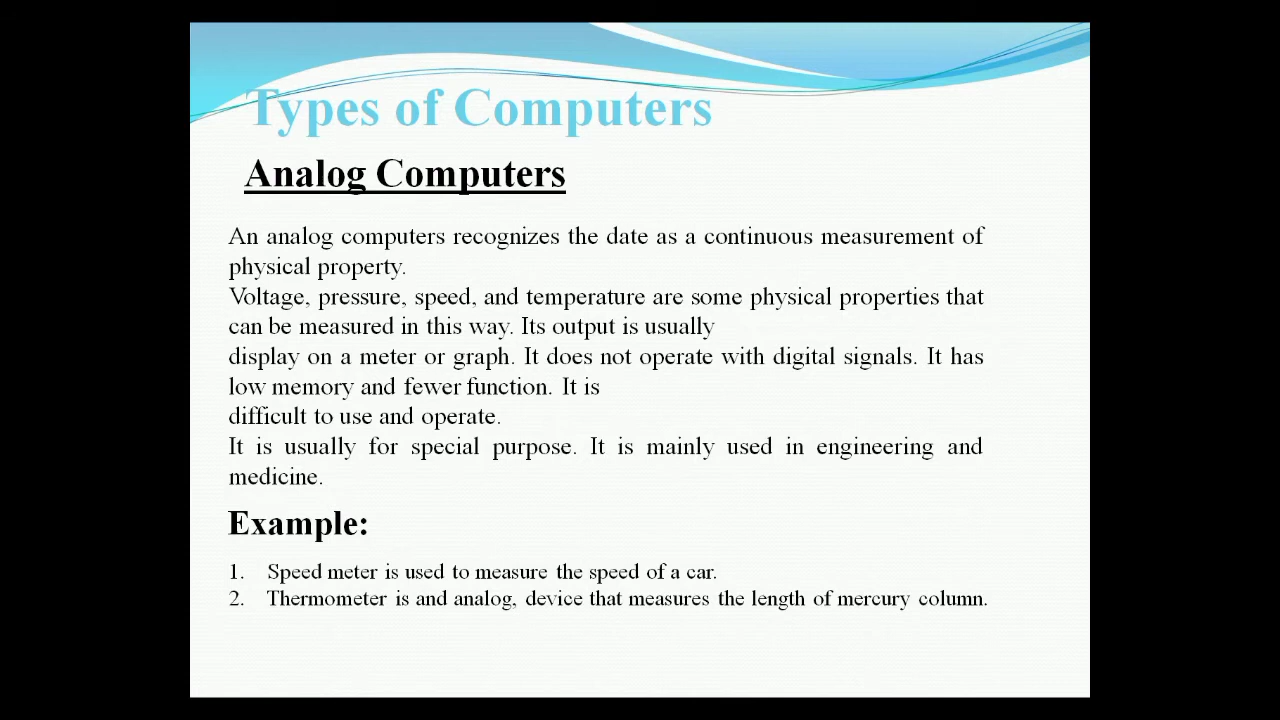 Types of Computers
Analog Computers
An analog computers recognizes the date as a continuous measurement of
physical property.
Voltage, pressure, speed, and temperature are some physical properties that
can be measured in this way. Its output is usually
display on a meter or graph. It does not operate with digital signals. It has
low memory and fewer function. It is
difficult to use and operate.
It is usually for special purpose. It is mainly used in engineering and
medicine.
Example:
1. Speed meter is used to measure the speed of a car.
2. Thermometer is and analog, device that measures the length of mercury column.